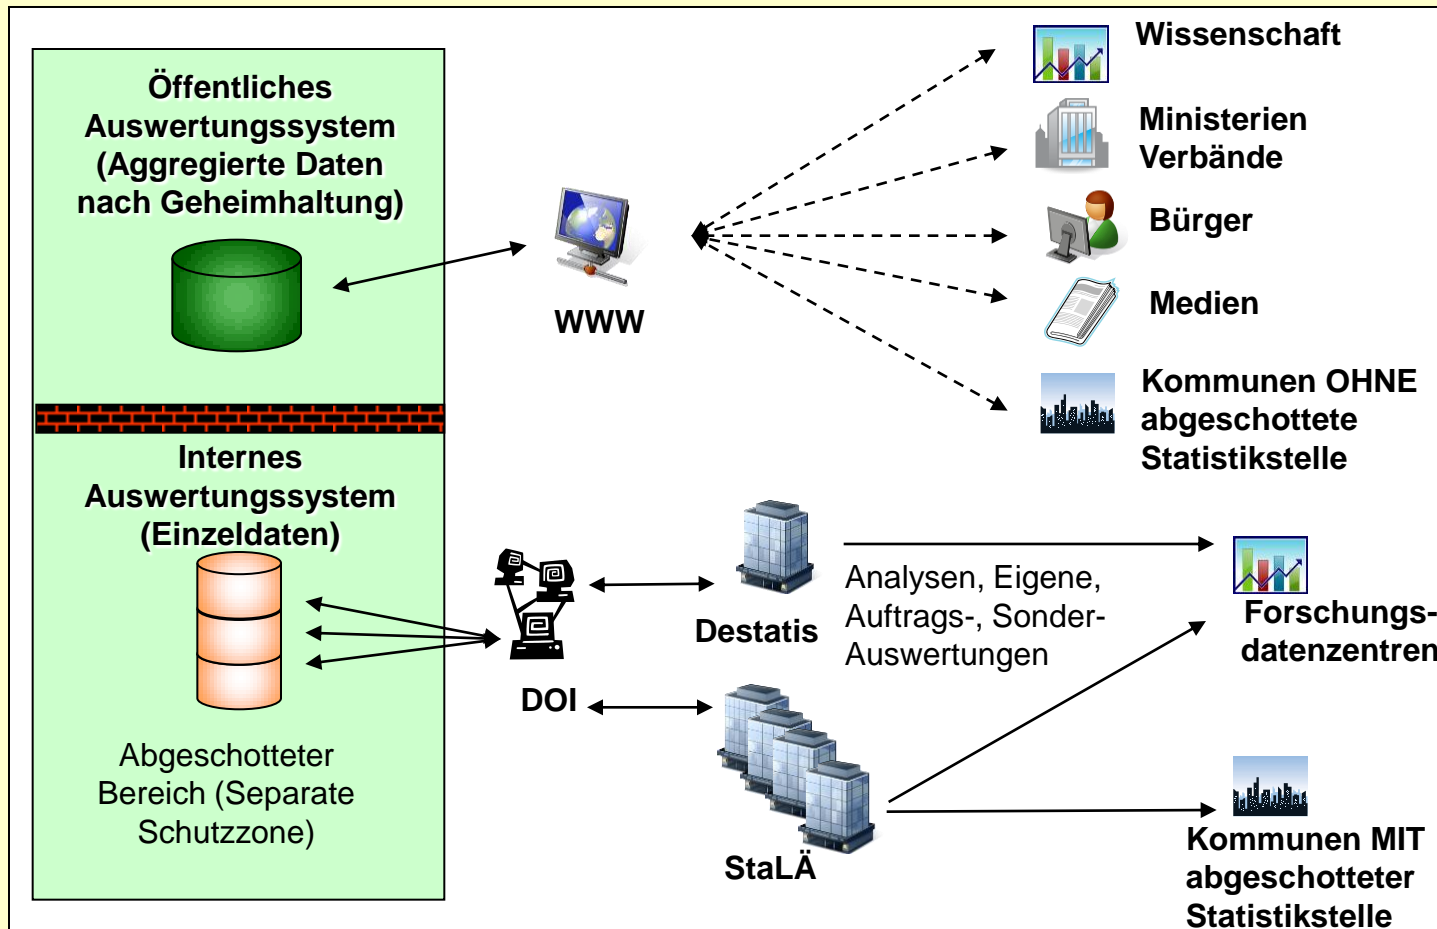 Öffentliches
Auswertungssystem
(Aggregierte Daten
nach Geheimhaltung)
WWW
Wissenschaft
Ministerien
Verbände
Bürger
Medien
Kommunen OHNE
abgeschottete
Statistikstelle
Internes
Auswertungssystem
(Einzeldaten)
Abgeschotteter
Bereich (Separate
Schutzzone)
DOI
Destatis
Analysen, Eigene,
Auftrags-, Sonder-
Auswertungen
StaLÄ
Forschungs-
datenzentren
Kommunen MIT
abgeschotteter
Statistikstelle